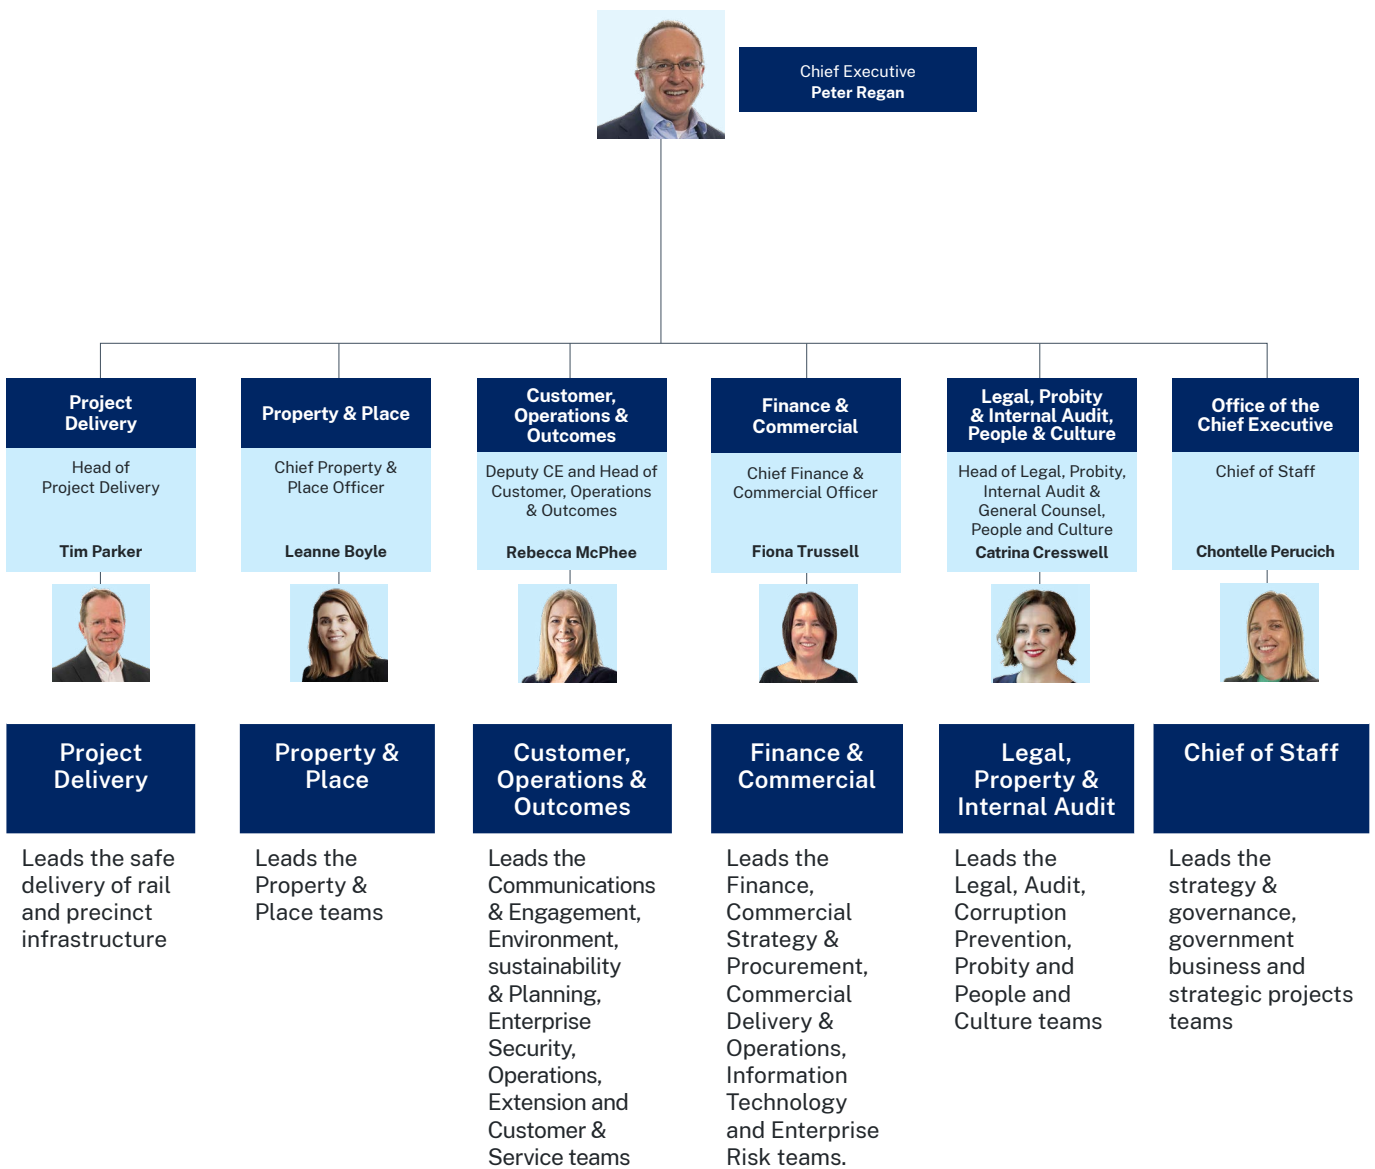 Chief Executive
Peter Regan
Project
Delivery
Head of
Project Delivery
Tim Parker
Property & Place
Chief Property &
Place Officer
Leanne Boyle
Customer,
Operations &
Outcomes
Deputy CE and Head of
Customer, Operations
& Outcomes
Rebecca McPhee
Finance &
Commercial
Chief Finance &
Commercial Officer
Fiona Trussell
Legal, Probity
& Internal Audit,
People & Culture
Head of Legal, Probity,
Internal Audit &
General Counsel,
People and Culture
Catrina Cresswell
Office of the
Chief Executive
Chief of Staff
Chontelle Perucich
Project
Delivery
Leads the safe
delivery of rail
and precinct
infrastructure
Property &
Place
Leads the
Property &
Place teams
Customer,
Operations &
Outcomes
Leads the
Communications
& Engagement,
Environment,
sustainability
& Planning,
Enterprise
Security,
Operations,
Extension and
Customer &
Service teams
Finance &
Commercial
Leads the
Finance,
Commercial
Strategy &
Procurement,
Commercial
Delivery &
Operations,
Information
Technology
and Enterprise
Risk teams.
Legal,
Property &
Internal Audit
Leads the
Legal, Audit,
Corruption
Prevention,
Probity and
People and
Culture teams
Chief of Staff
Leads the
strategy &
governance,
government
business and
strategic projects
teams